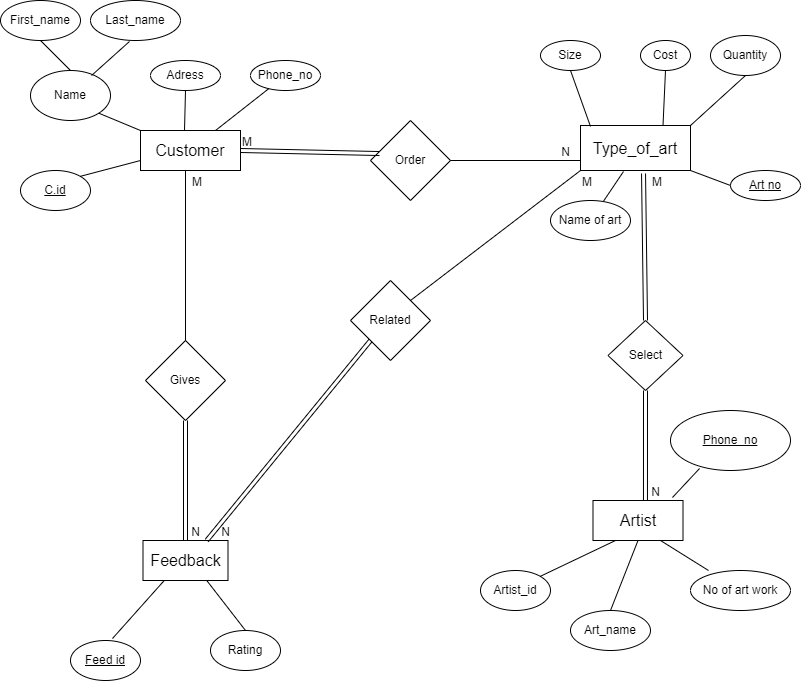 First_name
Last_name
Name
Adress
Phone_no
Size
Cost
Quantity
Customer
M
Order
N
Type_of_art
C.id
M
M
M
Art no
Name of art
Related
Select
Gives
Phone_no
N
Artist
N
N
Feedback
Artist_id
No of art work
Art_name
Feed id
Rating